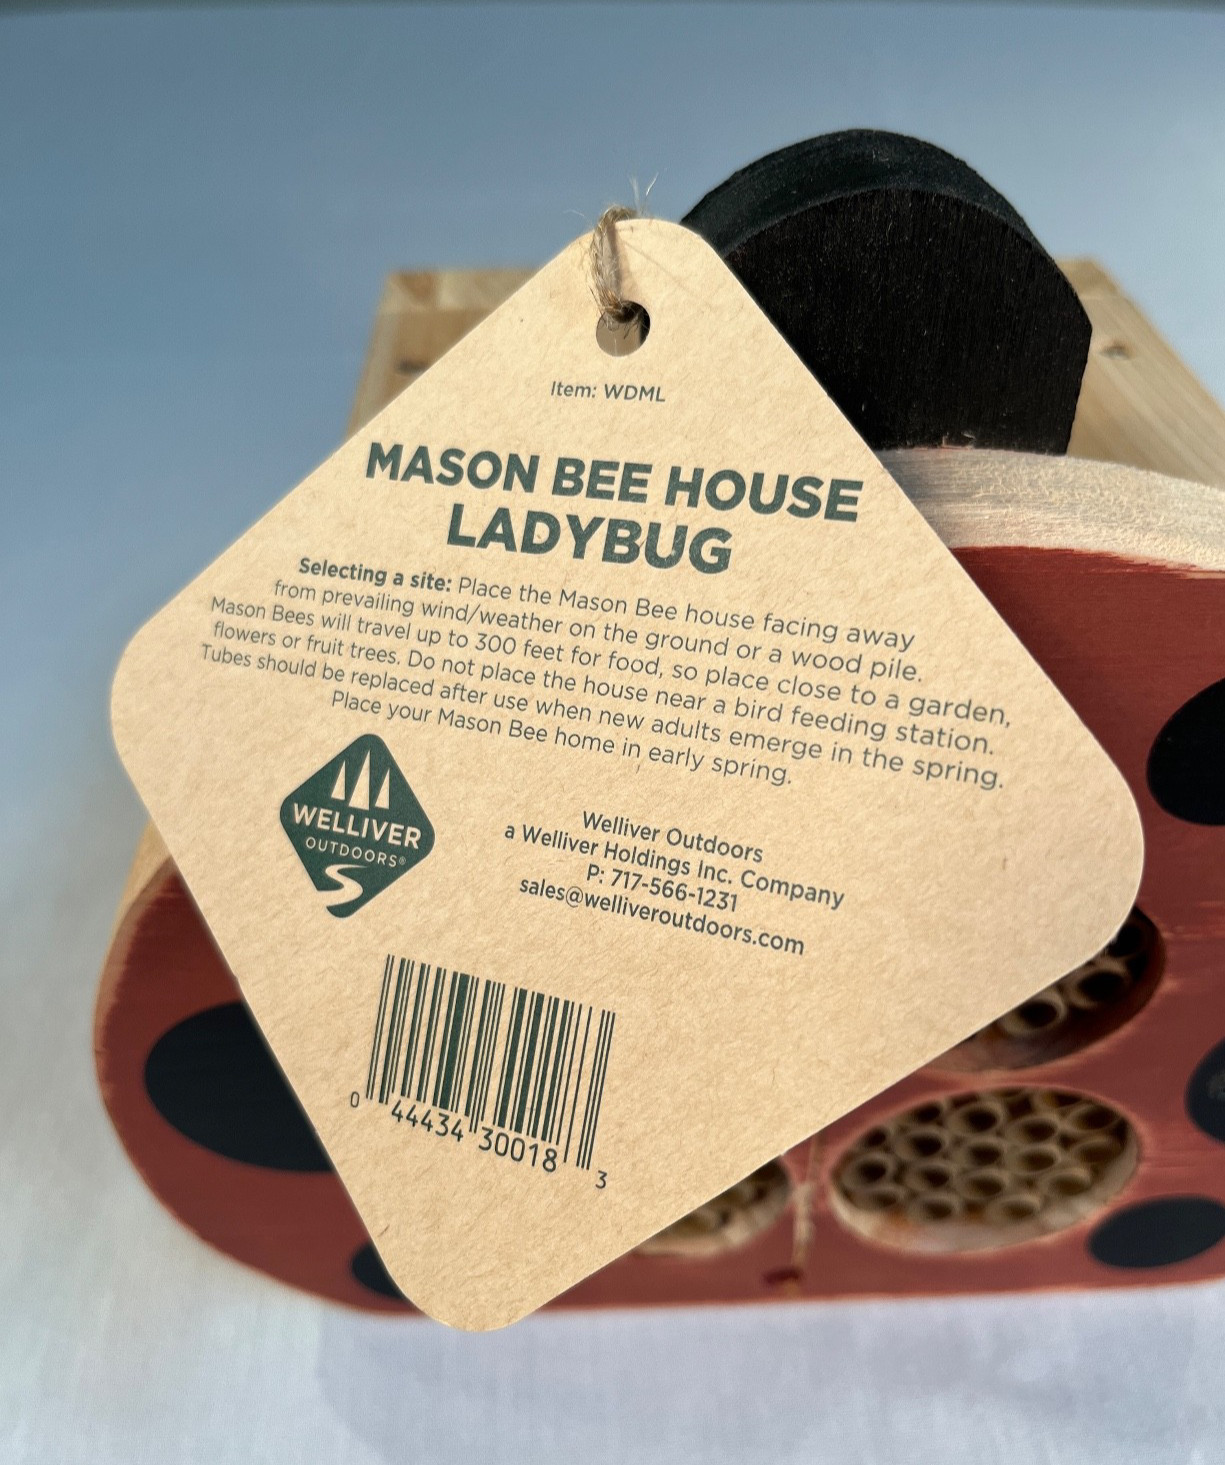 Item: WDML
MASON BEE HOUSE
LADYBUG
Selecting a site: Place the Mason Bee house facing away
from prevailing wind/weather on the ground or a wood pile.
Mason Bees will travel up to 300 feet for food, so place close to a garden,
flowers or fruit trees. Do not place the house near a bird feeding station.
Tubes should be replaced after use when new adults emerge in the spring.
Place your Mason Bee home in early spring.
WELLIVER
OUTDOORS®
Welliver Outdoors
a Welliver Holdings Inc. Company
P: 717-566-1231
sales@welliveroutdoors.com
0 44434 30018 3